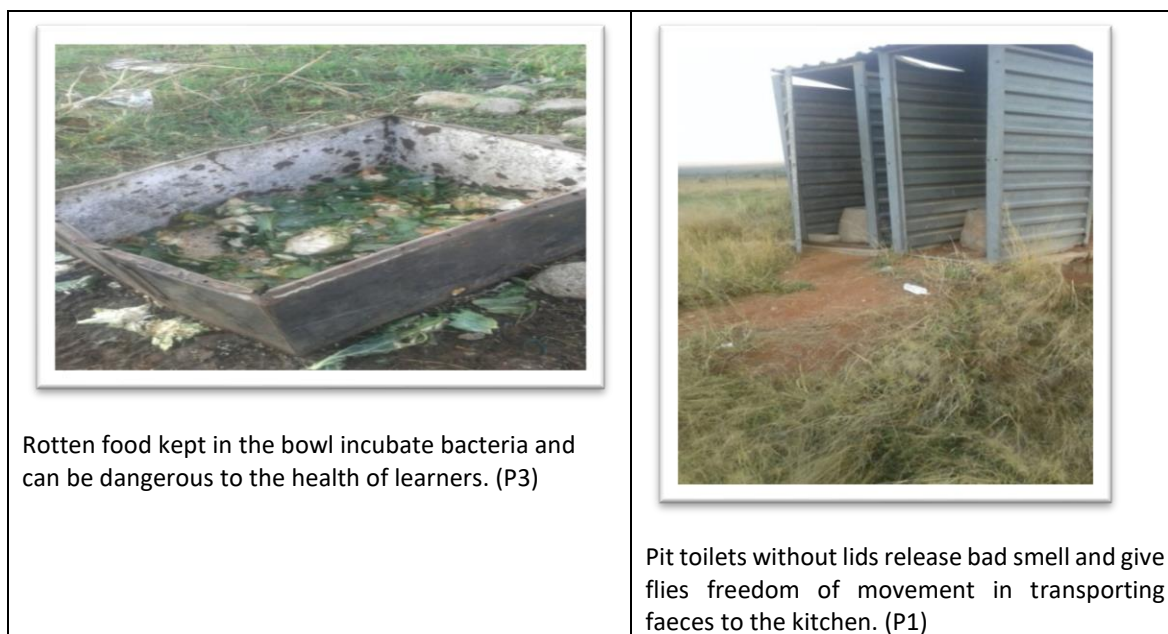 Rotten food kept in the bowl incubate bacteria and
can be dangerous to the health of learners. (P3)
Pit toilets without lids release bad smell and give
flies freedom of movement in transporting
faeces to the kitchen. (P1)